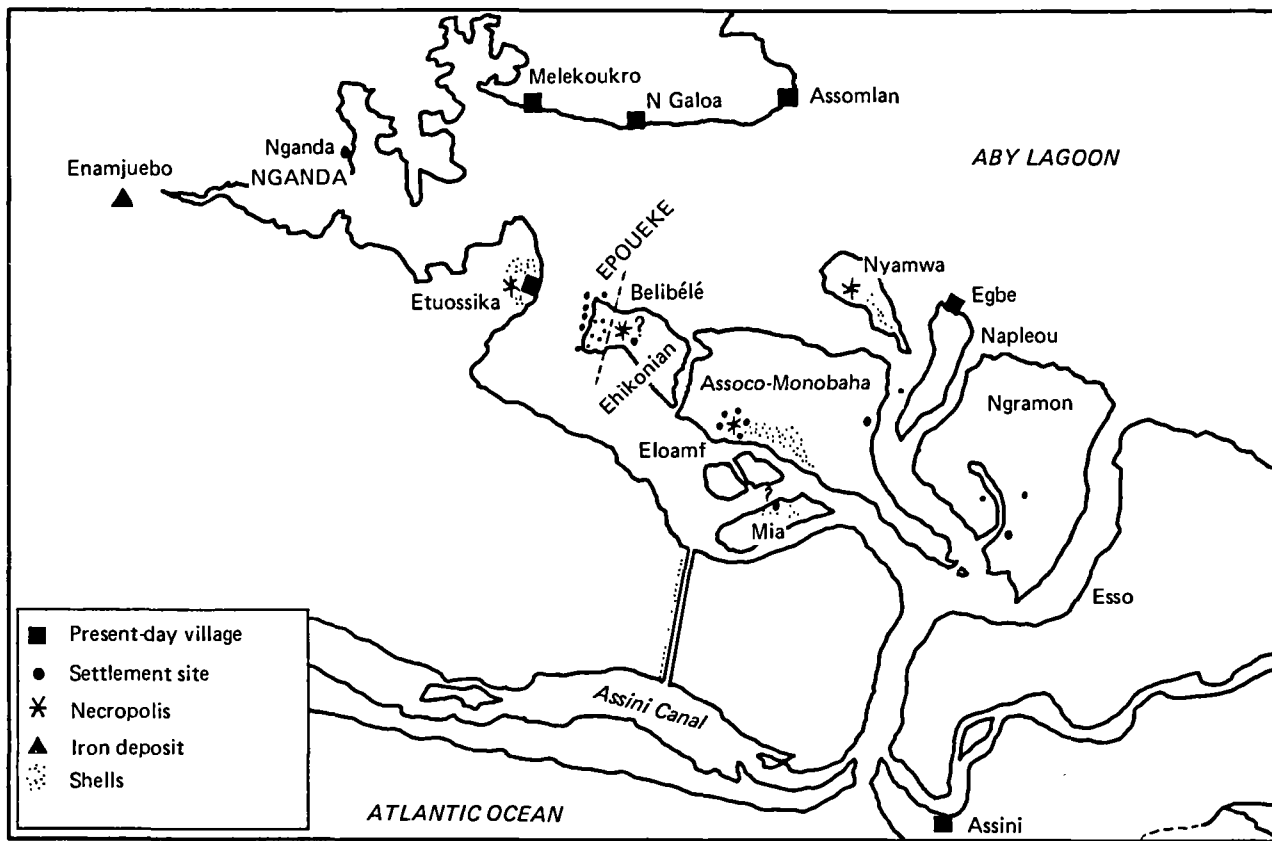 Melekoukro
N Galoa
Assomlan
Nganda
NGANDA
Enamjuebo
ABY LAGOON
EPOUEKE
Etuossika
Belibélé
?
Ehikonian
Nyamwa
Egbe
Napleou
Assoco-Monobaha
Ngramon
Eloamf
?
Mia
Esso
Assini Canal
ATLANTIC OCEAN
Assini
Present-day village
Settlement site
Necropolis
Iron deposit
Shells